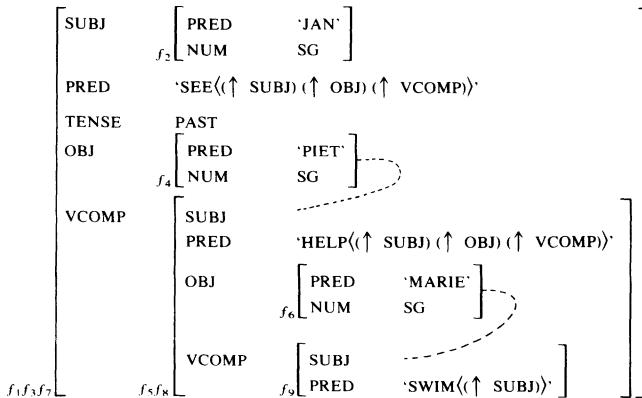 SUBJ PRED 'JAN'
f₂ NUM SG
PRED 'SEE⟨(↑ SUBJ) (↑ OBJ) (↑ VCOMP)⟩'
TENSE PAST
OBJ PRED 'PIET'
f₄ NUM SG
VCOMP SUBJ
PRED 'HELP⟨(↑ SUBJ) (↑ OBJ) (↑ VCOMP)⟩'
OBJ PRED 'MARIE'
f₆ NUM SG
VCOMP SUBJ
f₁f₃f₇ f₅f₈ f₉ PRED 'SWIM⟨(↑ SUBJ)⟩'